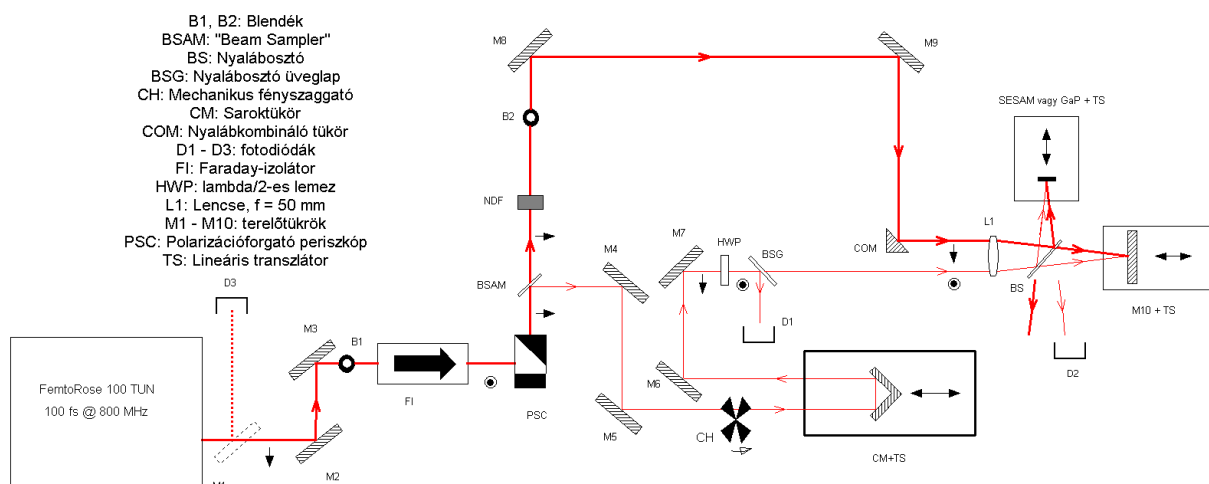 B1, B2: Blendék
BSAM: "Beam Sampler"
BS: Nyalábosztó
BSG: Nyalábosztó üveglap
CH: Mechanikus fényszaggató
CM: Saroktükör
COM: Nyalábkombináló tükör
D1 - D3: fotodiódák
FI: Faraday-izolátor
HWP: lambda/2-es lemez
L1: Lencse, f = 50 mm
M1 - M10: terelőtükrök
PSC: Polarizációforgató periszkóp
TS: Lineáris transzlátor
M8
M9
B2
SESAM vagy GaP + TS
NDF
L1
COM
M7
HWP
BSG
M4
BSAM
BS
M10 + TS
D3
M3
B1
D1
D2
FemtoRose 100 TUN
100 fs @ 800 MHz
FI
PSC
M6
M5
CH
CM+TS
M2
M1